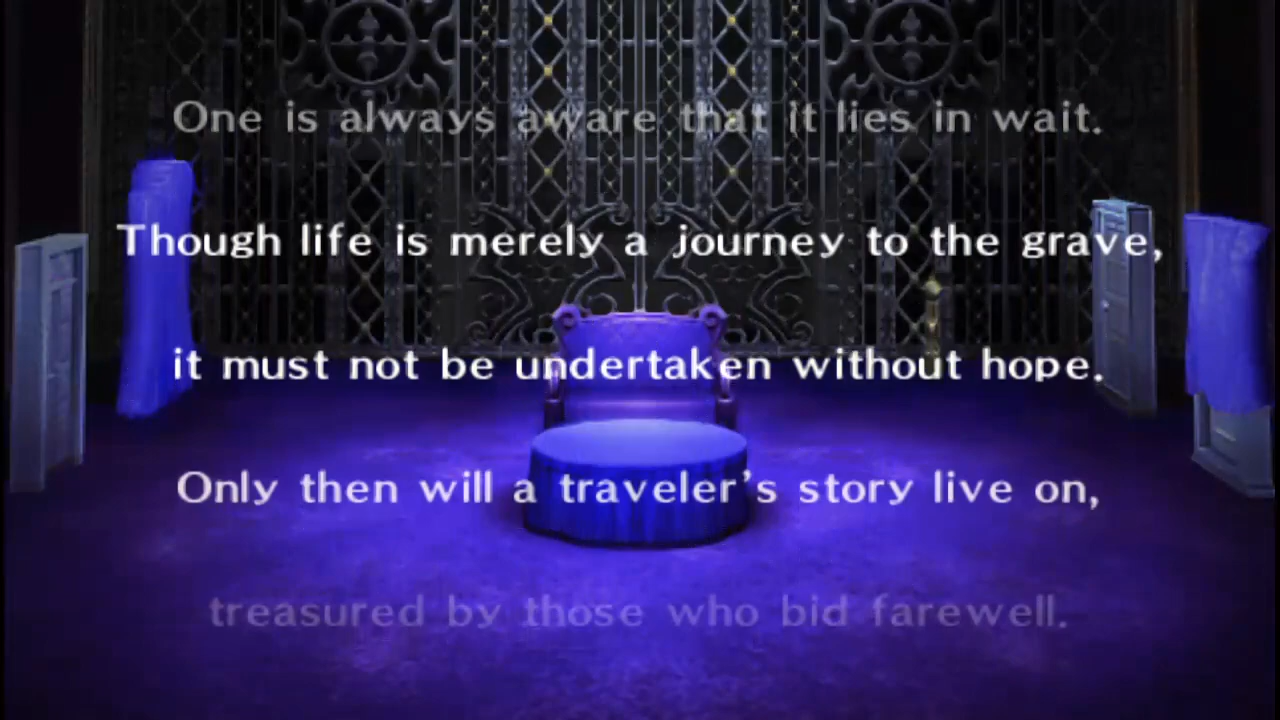 One is always aware that it lies in wait.
Though life is merely a journey to the grave,
it must not be undertaken without hope.
Only then will a traveler's story live on,
treasured by those who bid farewell.